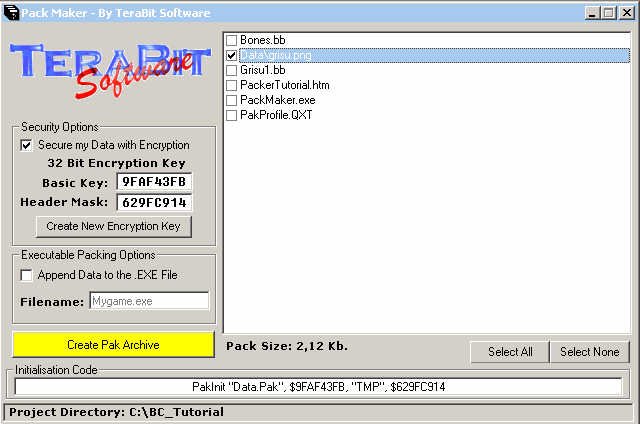 Pack Maker - By TeraBit Software
TERABIT
Software
Bones.bb
Data\grisu.png
Grisu1.bb
PackerTutorial.htm
PackMaker.exe
PakProfile.QXT
Security Options
Secure my Data with Encryption
32 Bit Encryption Key
Basic Key: 9FAF43FB
Header Mask: 629FC914
Create New Encryption Key
Executable Packing Options
Append Data to the .EXE File
Filename: Mygame.exe
Create Pak Archive
Pack Size: 2,12 Kb.
Select All
Select None
Initialisation Code
PakInit "Data.Pak", $9FAF43FB, "TMP", $629FC914
Project Directory: C:\BC_Tutorial